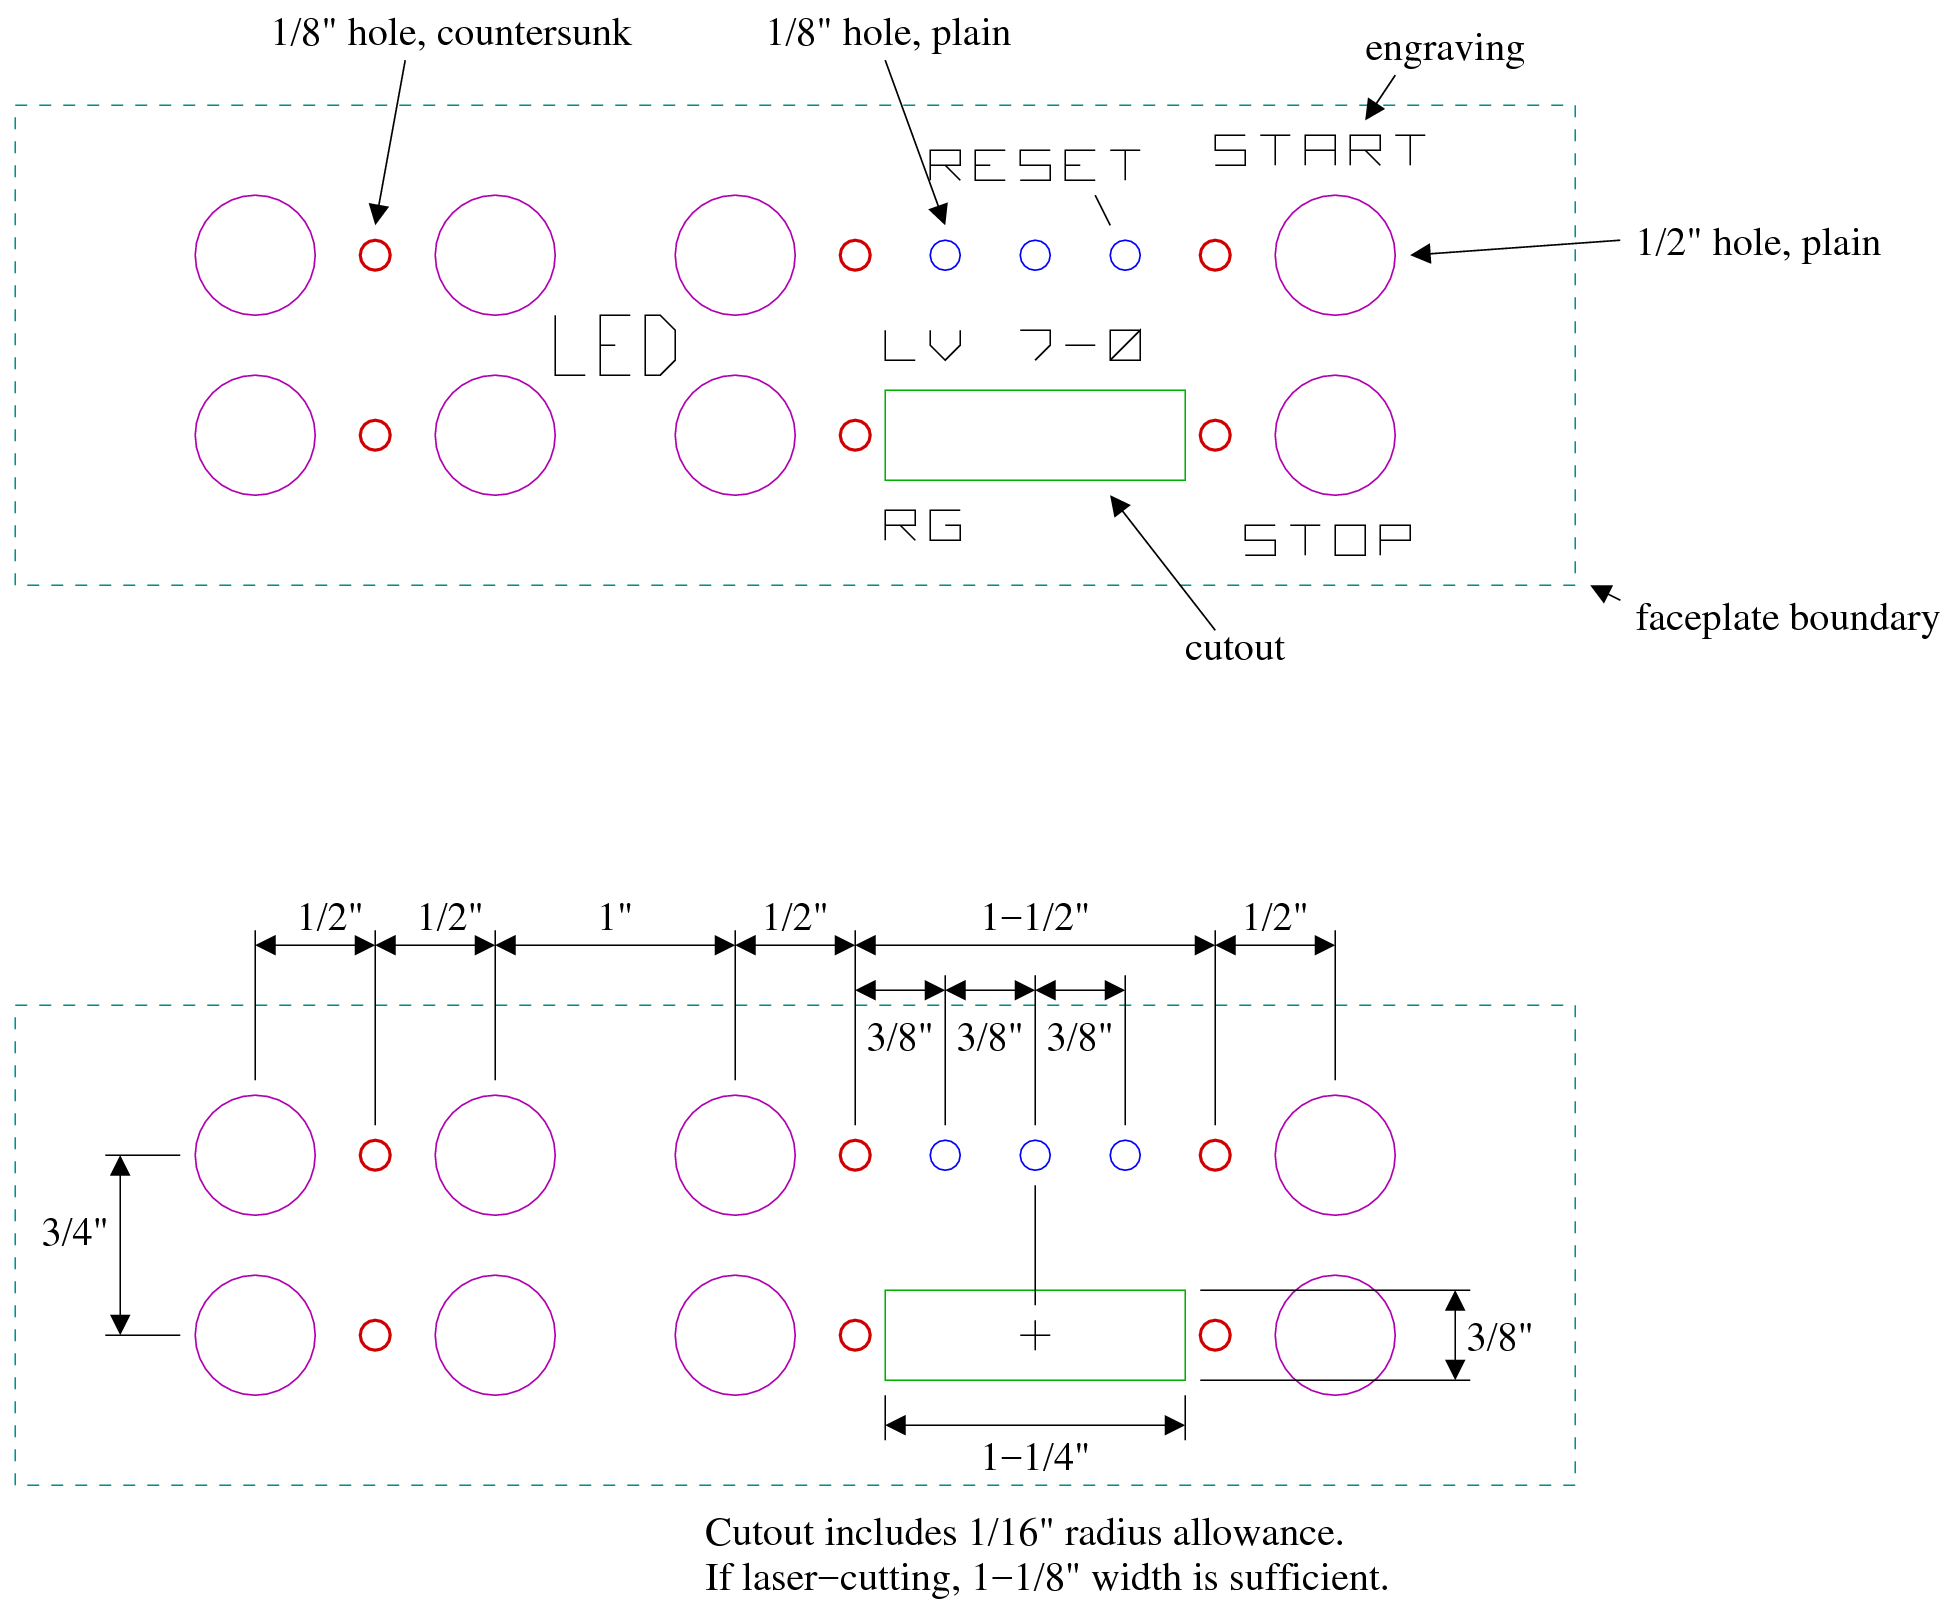 1/8" hole, countersunk
1/8" hole, plain
engraving
RESET
START
1/2" hole, plain
LED
LV 7-0
RG
STOP
faceplate boundary
cutout
1/2"
1/2"
1"
1/2"
1−1/2"
1/2"
3/8"
3/8"
3/8"
3/4"
3/8"
1−1/4"
Cutout includes 1/16" radius allowance.
If laser−cutting, 1−1/8" width is sufficient.